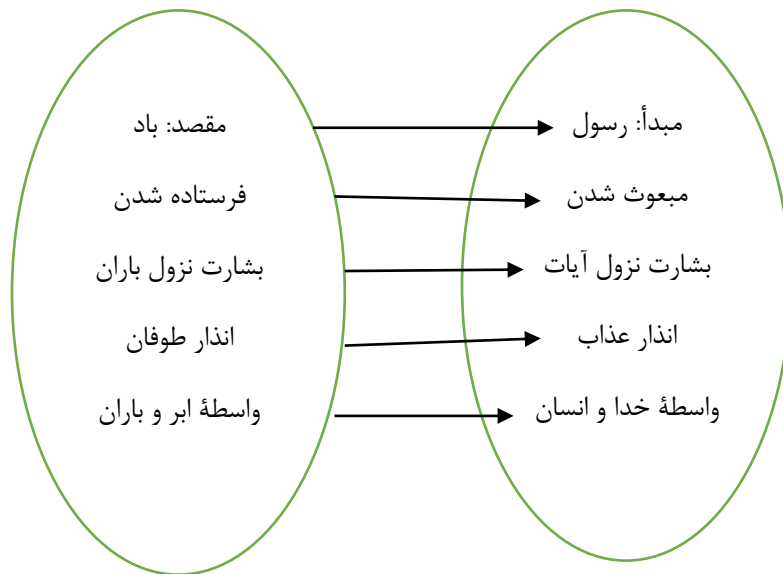 مبدأ: رسول
مقصد: باد
مبعوث شدن
فرستاده شدن
بشارت نزول آیات
بشارت نزول باران
انذار عذاب
انذار طوفان
واسطهٔ خدا و انسان
واسطهٔ ابر و باران